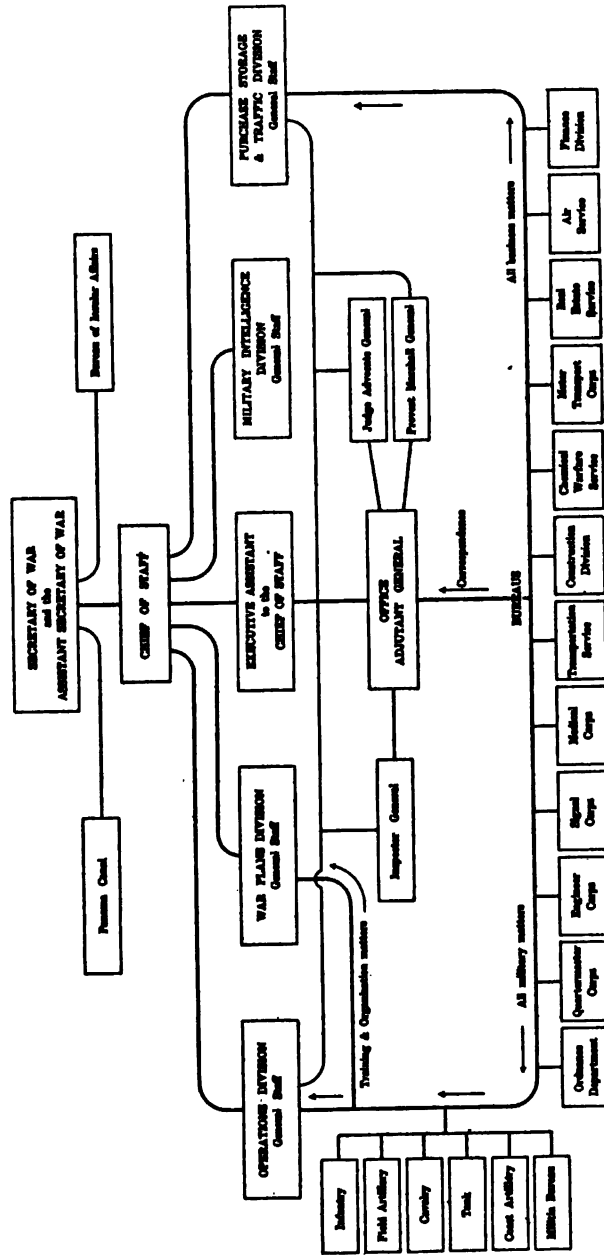 SECRETARY OF WAR
and the
ASSISTANT SECRETARY OF WAR
Panama Canal
Bureau of Insular Affairs
CHIEF OF STAFF
OPERATIONS DIVISION
General Staff
WAR PLANS DIVISION
General Staff
EXECUTIVE ASSISTANT
to the
CHIEF OF STAFF
MILITARY INTELLIGENCE
DIVISION
General Staff
PURCHASE STORAGE
& TRAFFIC DIVISION
General Staff
Training & Organization matters
Inspector General
OFFICE
ADJUTANT GENERAL
Judge Advocate General
Provost Marshall General
Correspondence
Infantry
Field Artillery
Cavalry
Tank
Coast Artillery
Militia Bureau
All military matters
BUREAUS
All business matters
Ordnance
Department
Quartermaster
Corps
Engineer
Corps
Signal
Corps
Medical
Corps
Transportation
Service
Construction
Division
Chemical
Warfare
Service
Motor
Transport
Corps
Real
Estate
Service
Air
Service
Finance
Division